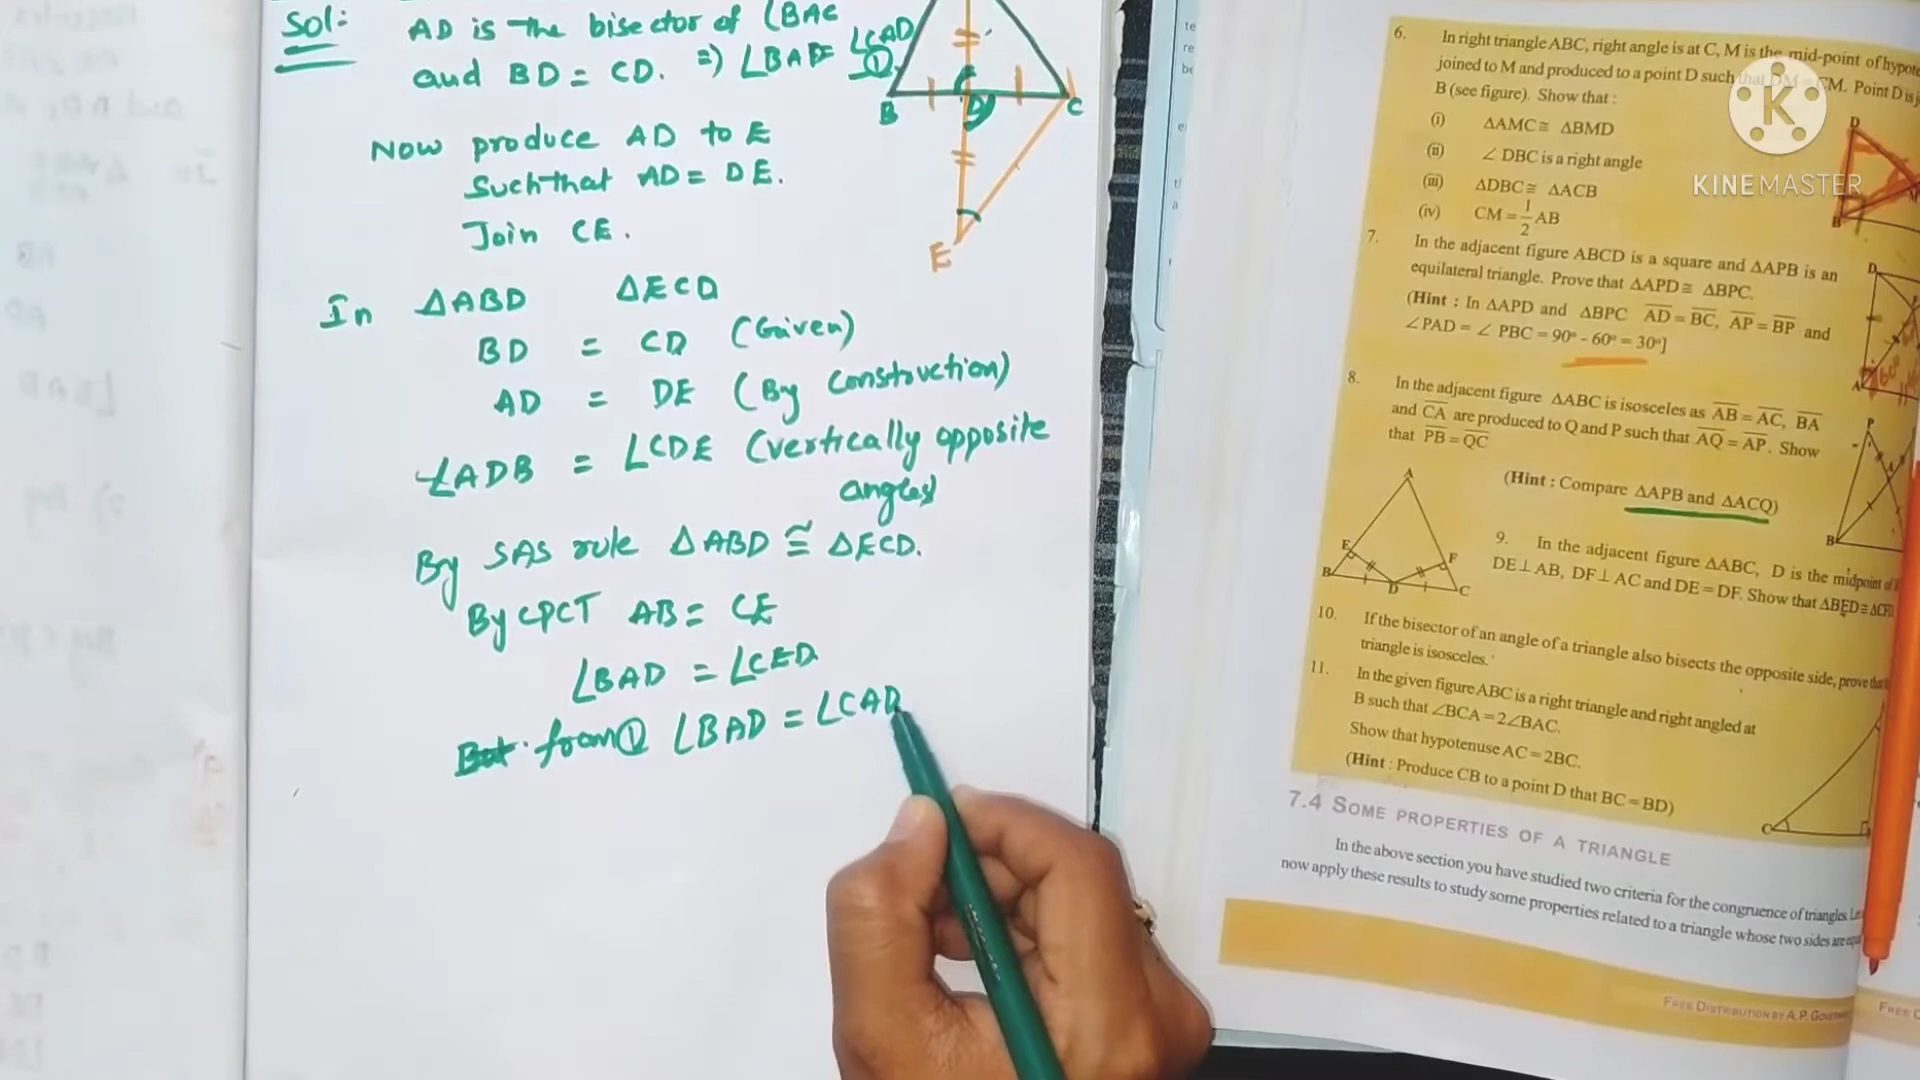 Sol:
AD is the bisector of ∠BAC
and BD = CD. ⇒ ∠BAD = ∠CAD
①
B
D
C
E
Now produce AD to E
Such that AD = DE.
Join CE.
In ΔABD ΔECD
BD = CD (Given)
AD = DE (By construction)
∠ADB = ∠CDE (vertically opposite
angles)
By SAS rule ΔABD ≅ ΔECD.
By CPCT AB = CE
∠BAD = ∠CED
But. from ① ∠BAD = ∠CAD
6. In right triangle ABC, right angle is at C, M is the mid-point of
joined to M and produced to a point D such that DM = CM. Point D is
B (see figure). Show that :
(i) ΔAMC ≅ ΔBMD
(ii) ∠ DBC is a right angle
(iii) ΔDBC ≅ ΔACB
(iv) CM = 1/2 AB
D
B
KINEMASTER
7. In the adjacent figure ABCD is a square and ΔAPB is an
equilateral triangle. Prove that ΔAPD ≅ ΔBPC.
(Hint : In ΔAPD and ΔBPC AD = BC, AP = BP and
∠PAD = ∠ PBC = 90° - 60° = 30°]
D
A
60°
8. In the adjacent figure ΔABC is isosceles as AB = AC, BA
and CA are produced to Q and P such that AQ = AP. Show
that PB = QC
(Hint : Compare ΔAPB and ΔACQ)
P
A
B
A
E
F
B
D
C
9. In the adjacent figure ΔABC, D is the midpoint of
DE⊥AB, DF⊥AC and DE = DF. Show that ΔBED ≅
10. If the bisector of an angle of a triangle also bisects the opposite side, prove that
triangle is isosceles.
11. In the given figure ABC is a right triangle and right angled at
B such that ∠BCA = 2∠BAC.
Show that hypotenuse AC = 2BC.
(Hint : Produce CB to a point D that BC = BD)
C
7.4 SOME PROPERTIES OF A TRIANGLE
In the above section you have studied two criteria for the congruence of triangles.
now apply these results to study some properties related to a triangle whose two sides are
FREE DISTRIBUTION BY A.P.